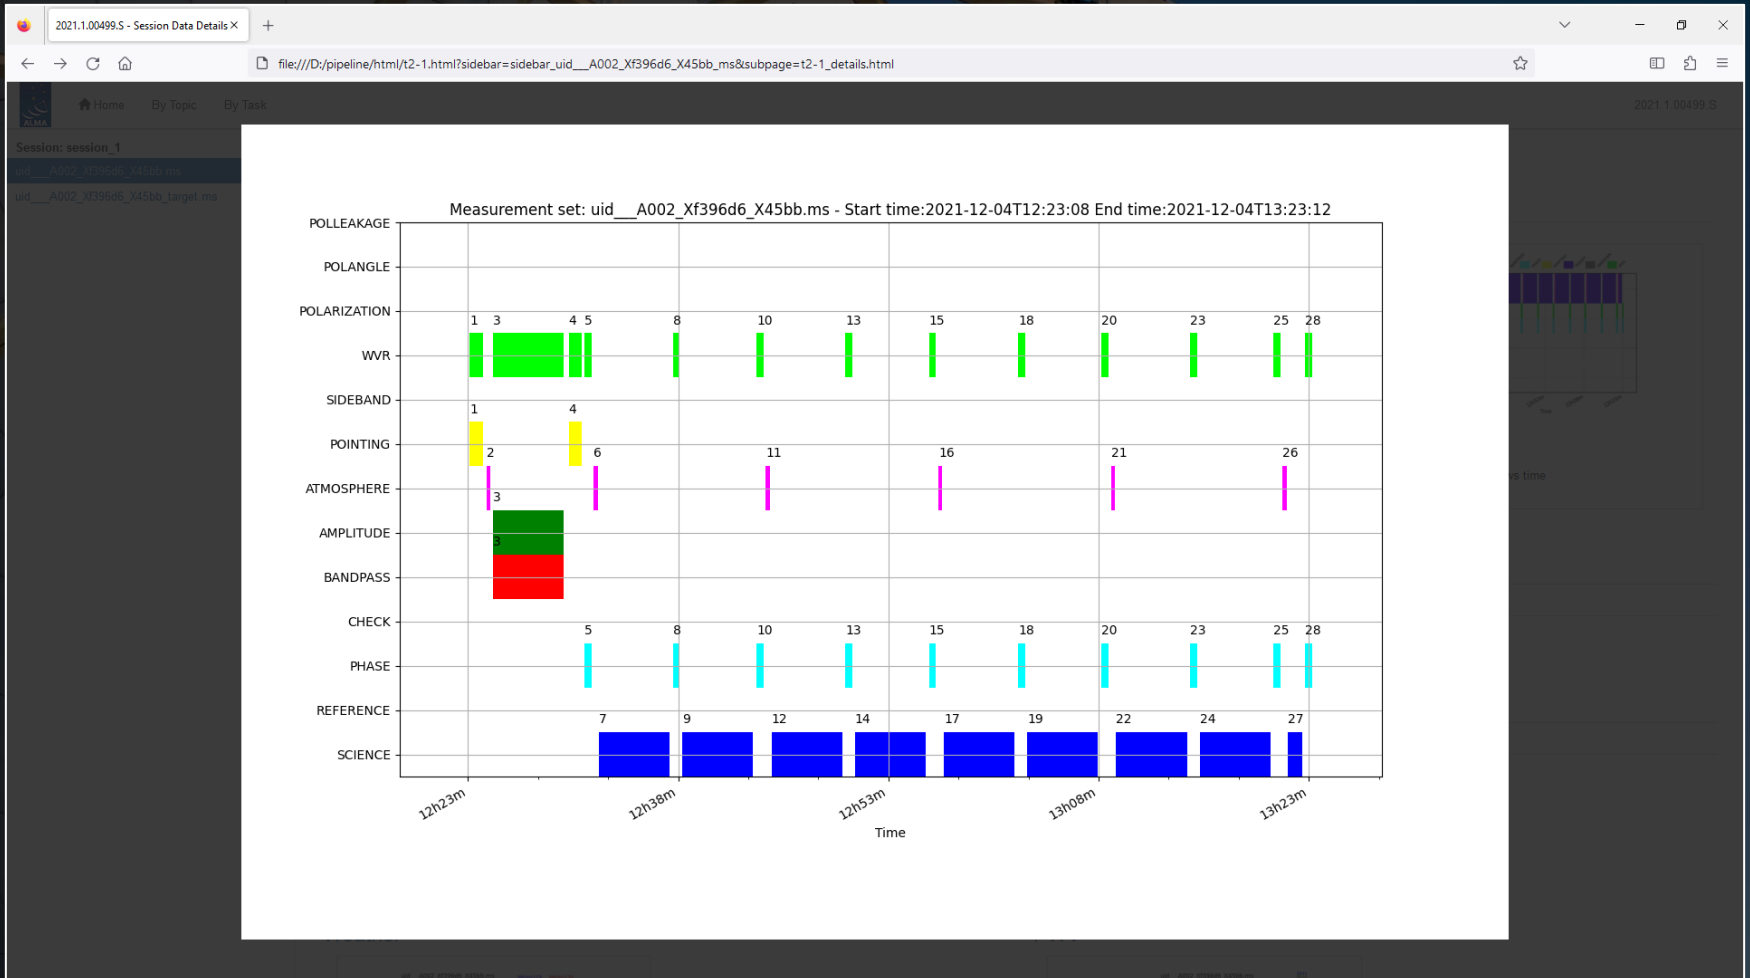 2021.1.00499.S - Session Data Details
file:///D:/pipeline/html/t2-1.html?sidebar=sidebar_uid___A002_Xf396d6_X45bb_ms&subpage=t2-1_details.html
ALMA
Home By Topic By Task 2021.1.00499.S
Session: session_1
uid___A002_Xf396d6_X45bb.ms
uid___A002_Xf396d6_X45bb_target.ms
Measurement set: uid___A002_Xf396d6_X45bb.ms - Start time:2021-12-04T12:23:08 End time:2021-12-04T13:23:12
POLLEAKAGE
POLANGLE
POLARIZATION
1 3 4 5 8 10 13 15 18 20 23 25 28
WVR
SIDEBAND
1 4
POINTING
2 6 11 16 21 26
ATMOSPHERE
3
AMPLITUDE
3
BANDPASS
CHECK
5 8 10 13 15 18 20 23 25 28
PHASE
REFERENCE
7 9 12 14 17 19 22 24 27
SCIENCE
12h23m 12h38m 12h53m 13h08m 13h23m
Time
time